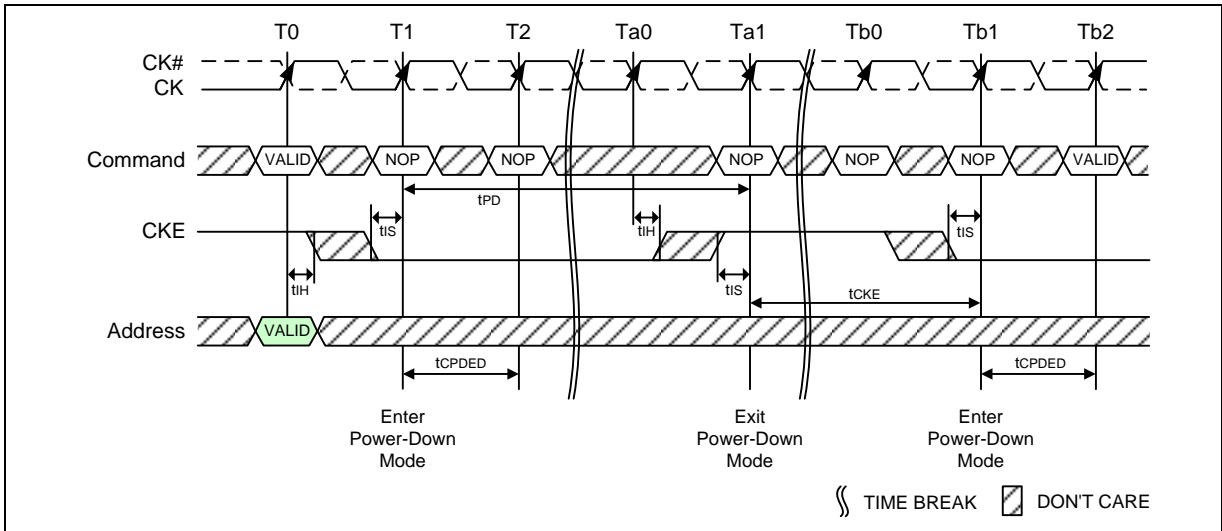 T0 T1 T2 Ta0 Ta1 Tb0 Tb1 Tb2
CK#
CK
Command VALID NOP NOP NOP NOP NOP VALID
tPD
CKE tIS tIH tIS
tIH tIS tCKE
Address VALID
tCPDED tCPDED
Enter Power-Down Mode
Exit Power-Down Mode
Enter Power-Down Mode
TIME BREAK DON'T CARE